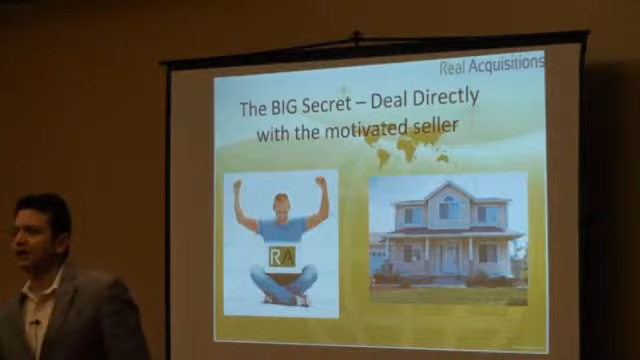 Real Acquisitions
The BIG Secret – Deal Directly
with the motivated seller
RA